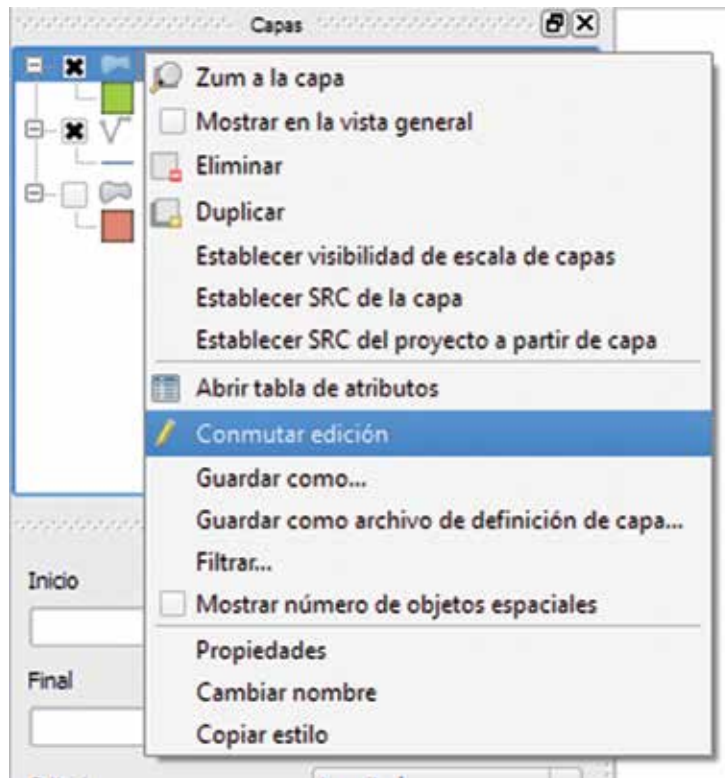 Capas
Zum a la capa
Mostrar en la vista general
Eliminar
Duplicar
Establecer visibilidad de escala de capas
Establecer SRC de la capa
Establecer SRC del proyecto a partir de capa
Abrir tabla de atributos
Conmutar edición
Guardar como...
Guardar como archivo de definición de capa...
Filtrar...
Mostrar número de objetos espaciales
Propiedades
Cambiar nombre
Copiar estilo
Inicio
Final